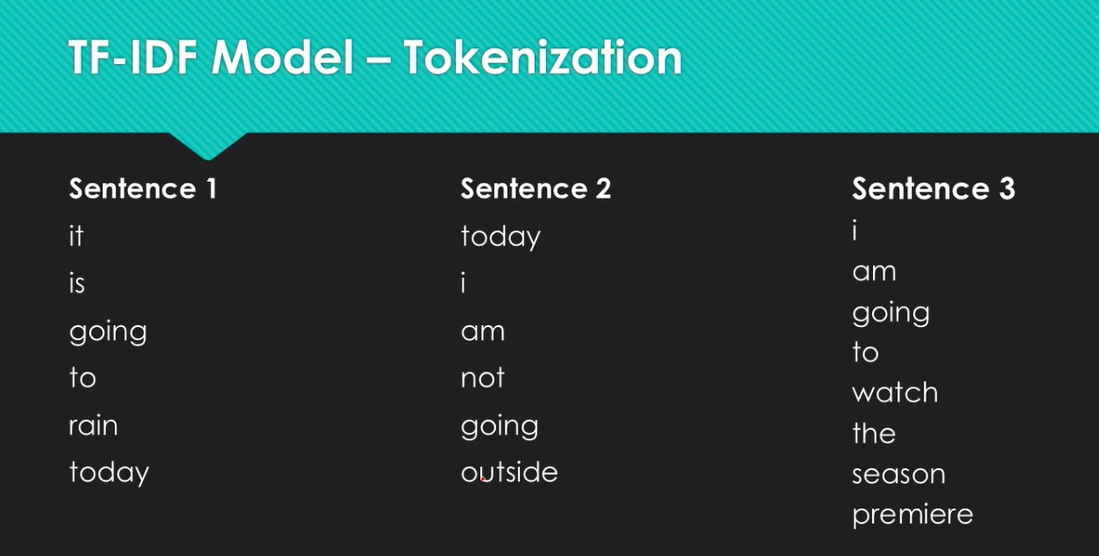 TF-IDF Model – Tokenization
Sentence 1
it
is
going
to
rain
today
Sentence 2
today
i
am
not
going
outside
Sentence 3
i
am
going
to
watch
the
season
premiere